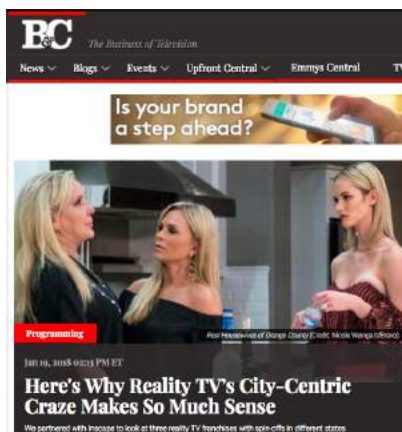 B&C The Business of Television
News Blogs Events Upfront Central Emmys Central TV
Is your brand
a step ahead?
Real Housewives of Orange County (Credit: Nicole Weingart/Bravo)
Programming
Jan 19, 2018 02:13 PM ET
Here's Why Reality TV's City-Centric
Craze Makes So Much Sense
We partnered with Inscape to look at three reality TV franchises with spin-offs in different states